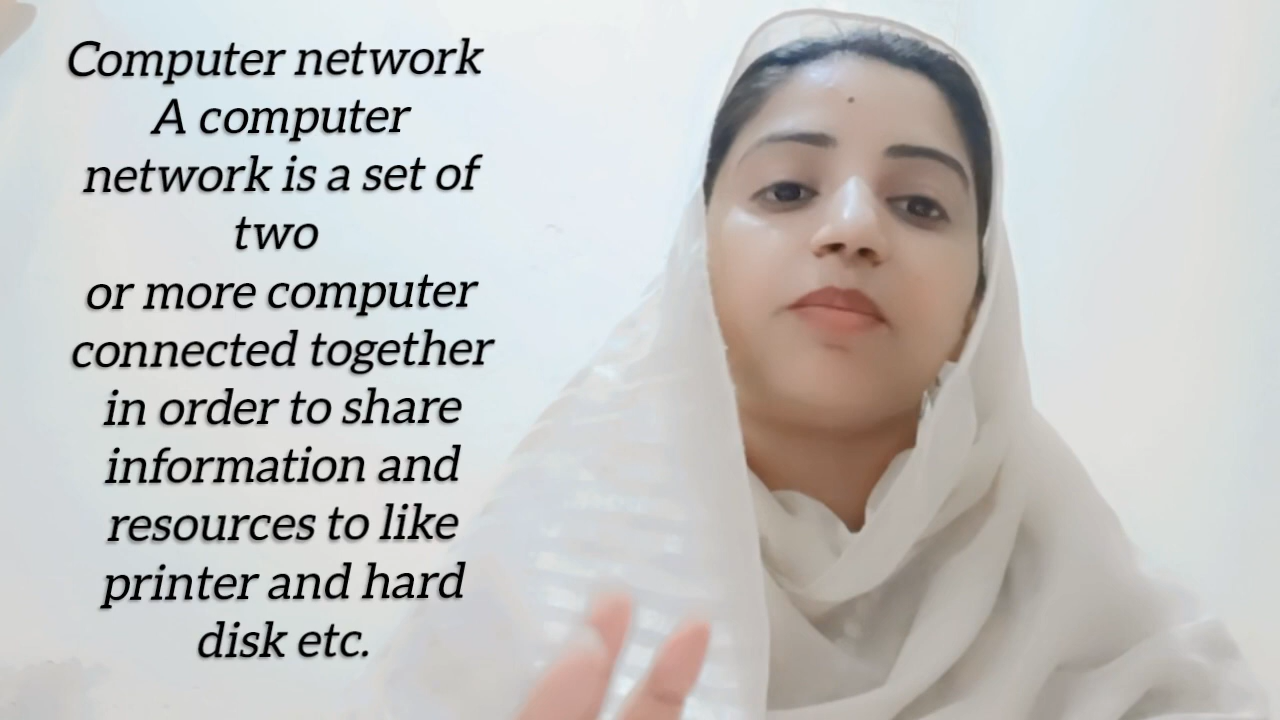 Computer network
A computer
network is a set of
two
or more computer
connected together
in order to share
information and
resources to like
printer and hard
disk etc.